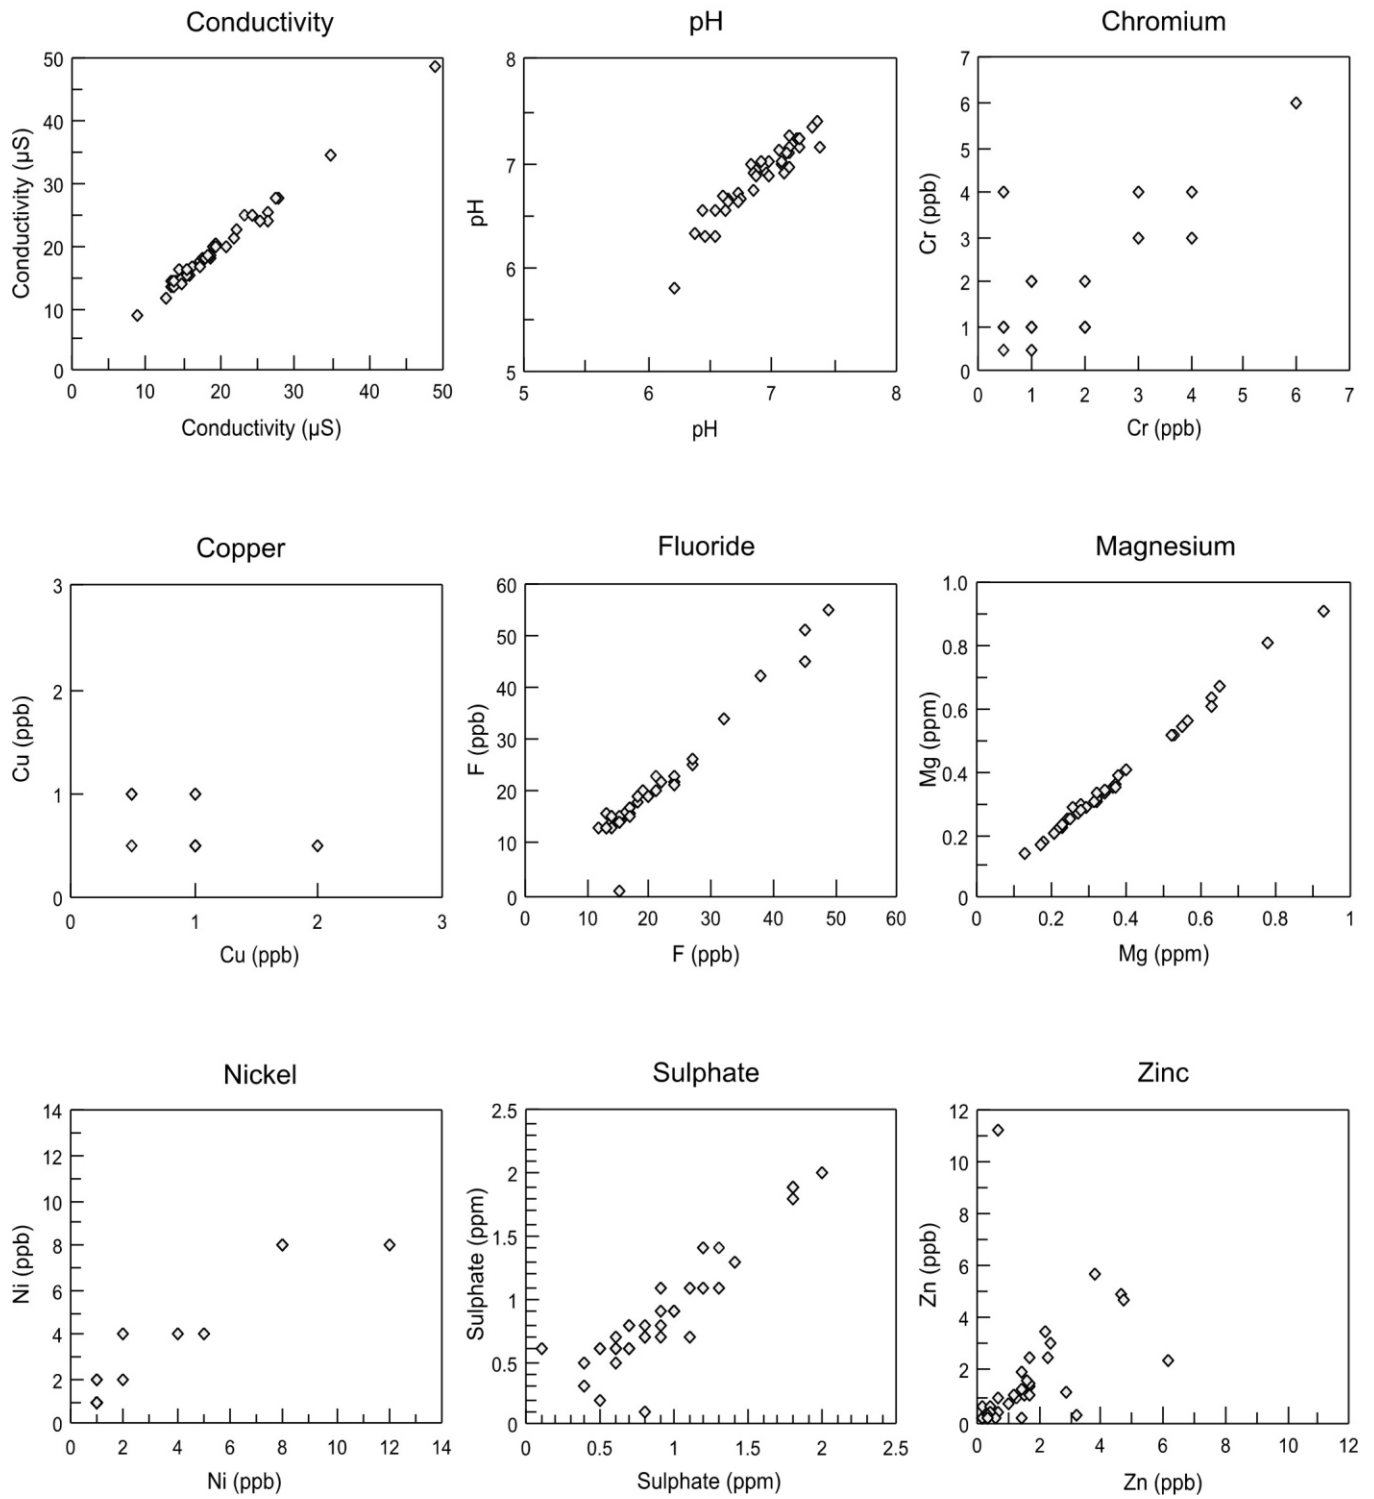 Conductivity pH Chromium
50
40
30
20
10
0
Conductivity (µS)
0 10 20 30 40 50
Conductivity (µS)
8
7
6
5
pH
5 6 7 8
pH
7
6
5
4
3
2
1
0
Cr (ppb)
0 1 2 3 4 5 6 7
Cr (ppb)
Copper Fluoride Magnesium
3
2
1
0
Cu (ppb)
0 1 2 3
Cu (ppb)
60
50
40
30
20
10
0
F (ppb)
0 10 20 30 40 50 60
F (ppb)
1.0
0.8
0.6
0.4
0.2
0
Mg (ppm)
0 0.2 0.4 0.6 0.8 1
Mg (ppm)
Nickel Sulphate Zinc
14
12
10
8
6
4
2
0
Ni (ppb)
0 2 4 6 8 10 12 14
Ni (ppb)
2.5
2
1.5
1
0.5
0
Sulphate (ppm)
0 0.5 1 1.5 2 2.5
Sulphate (ppm)
12
10
8
6
4
2
0
Zn (ppb)
0 2 4 6 8 10 12
Zn (ppb)